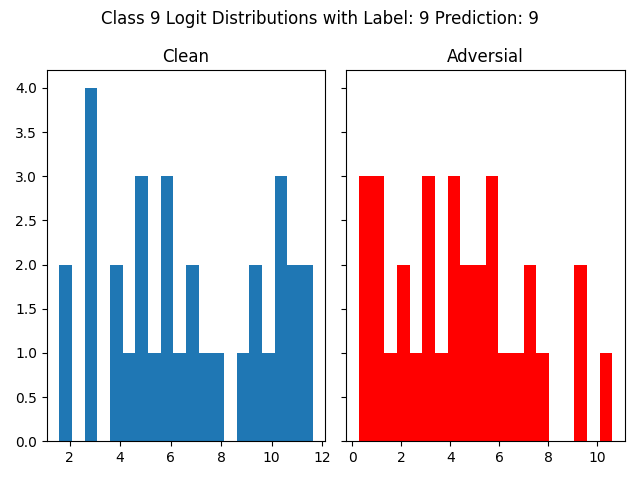 Class 9 Logit Distributions with Label: 9 Prediction: 9
Clean
Adversial
4.0
3.5
3.0
2.5
2.0
1.5
1.0
0.5
0.0
2 4 6 8 10 12
0 2 4 6 8 10